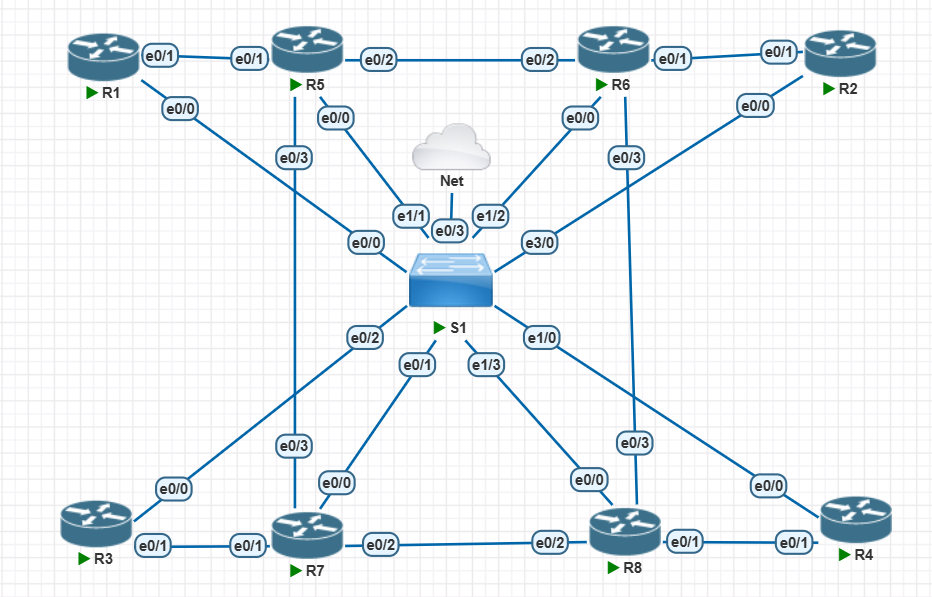 e0/1 e0/1 e0/2 e0/2 e0/1 e0/1
R1 R5 R6 R2
e0/0 e0/0 e0/0 e0/0
e0/3 e0/3
Net
e1/1 e0/3 e1/2
e0/0 e3/0
S1
e0/2 e1/0
e0/1 e1/3
e0/3 e0/3
e0/0 e0/0 e0/0 e0/0
e0/1 e0/1 e0/2 e0/2 e0/1 e0/1
R3 R7 R8 R4